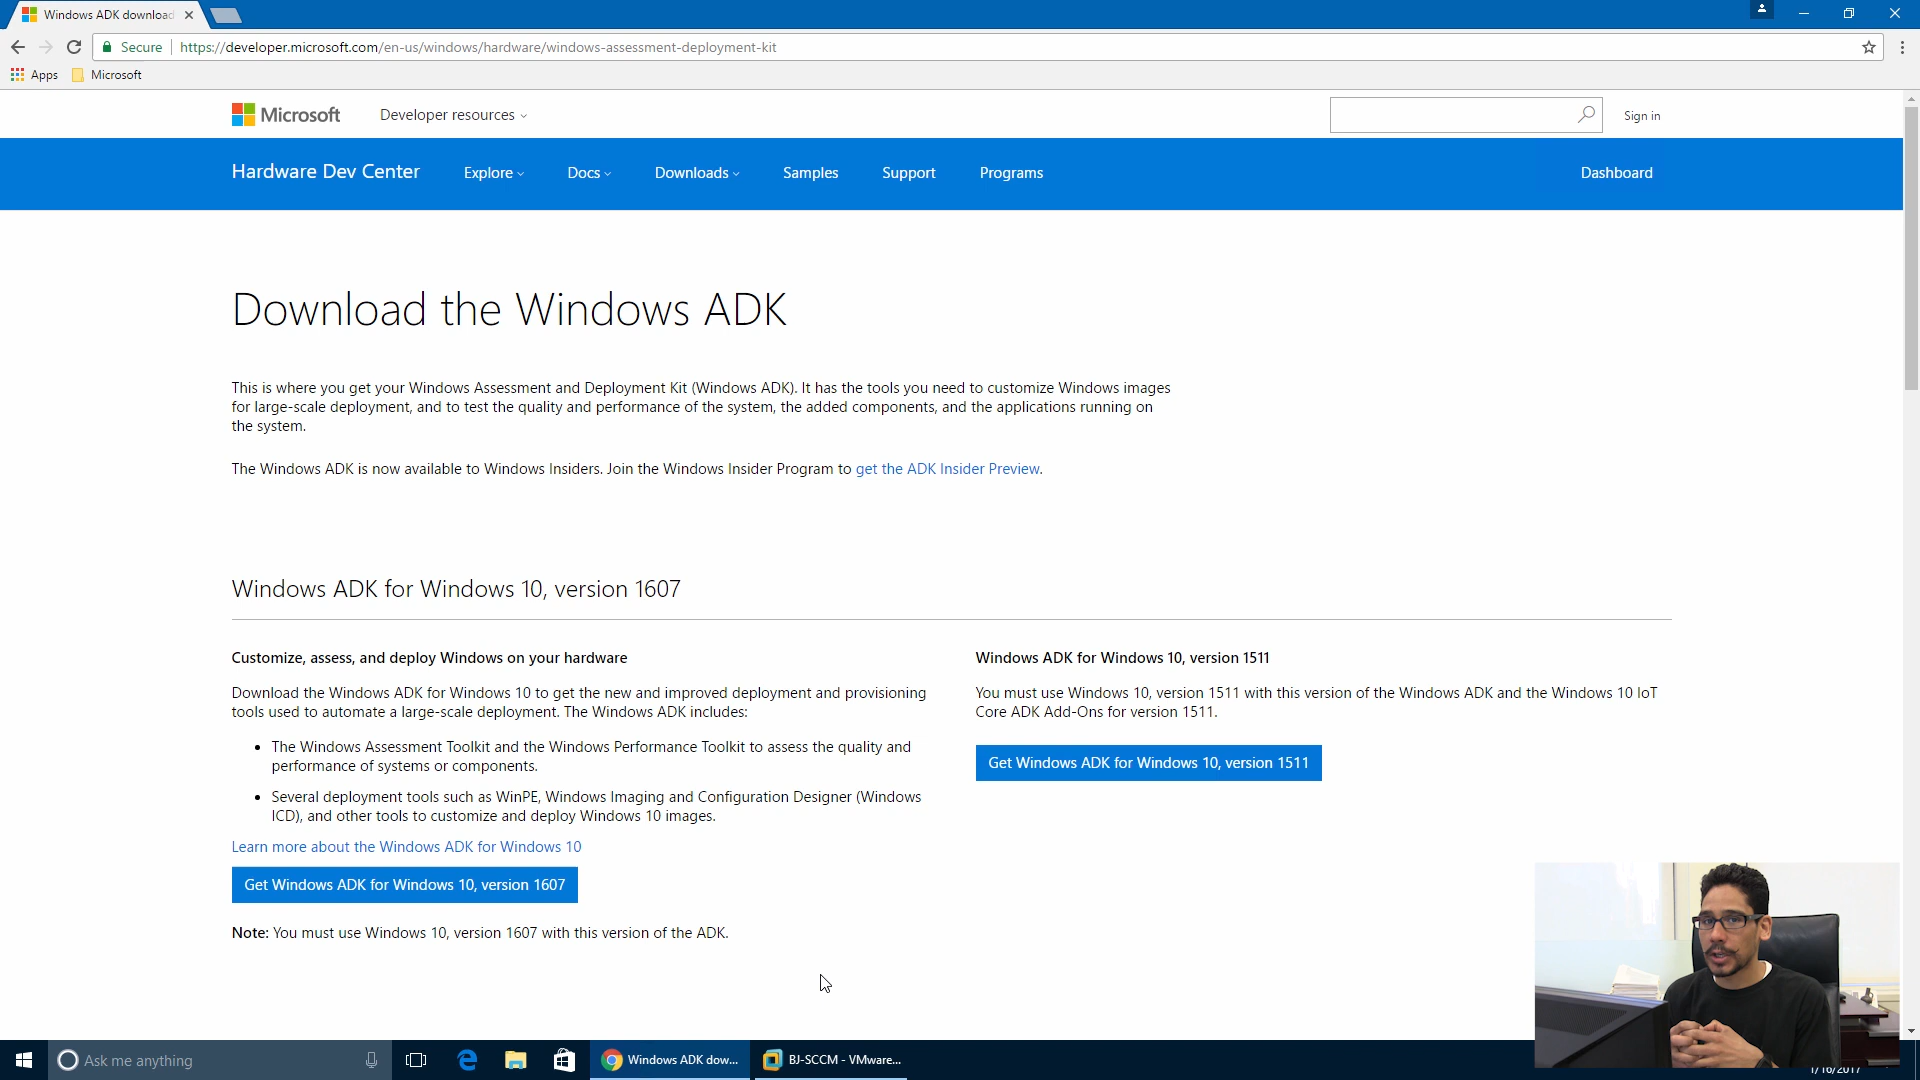 Windows ADK download
Secure
https://developer.microsoft.com/en-us/windows/hardware/windows-assessment-deployment-kit
Apps
Microsoft
Microsoft
Developer resources
Sign in
Hardware Dev Center
Explore
Docs
Downloads
Samples
Support
Programs
Dashboard
Download the Windows ADK
This is where you get your Windows Assessment and Deployment Kit (Windows ADK). It has the tools you need to customize Windows images
for large-scale deployment, and to test the quality and performance of the system, the added components, and the applications running on
the system.
The Windows ADK is now available to Windows Insiders. Join the Windows Insider Program to get the ADK Insider Preview.
Windows ADK for Windows 10, version 1607
Customize, assess, and deploy Windows on your hardware
Download the Windows ADK for Windows 10 to get the new and improved deployment and provisioning
tools used to automate a large-scale deployment. The Windows ADK includes:
• The Windows Assessment Toolkit and the Windows Performance Toolkit to assess the quality and
performance of systems or components.
• Several deployment tools such as WinPE, Windows Imaging and Configuration Designer (Windows
ICD), and other tools to customize and deploy Windows 10 images.
Learn more about the Windows ADK for Windows 10
Get Windows ADK for Windows 10, version 1607
Note: You must use Windows 10, version 1607 with this version of the ADK.
Windows ADK for Windows 10, version 1511
You must use Windows 10, version 1511 with this version of the Windows ADK and the Windows 10 IoT
Core ADK Add-Ons for version 1511.
Get Windows ADK for Windows 10, version 1511
Ask me anything
Windows ADK dow...
BJ-SCCM - VMware...
1/16/2017